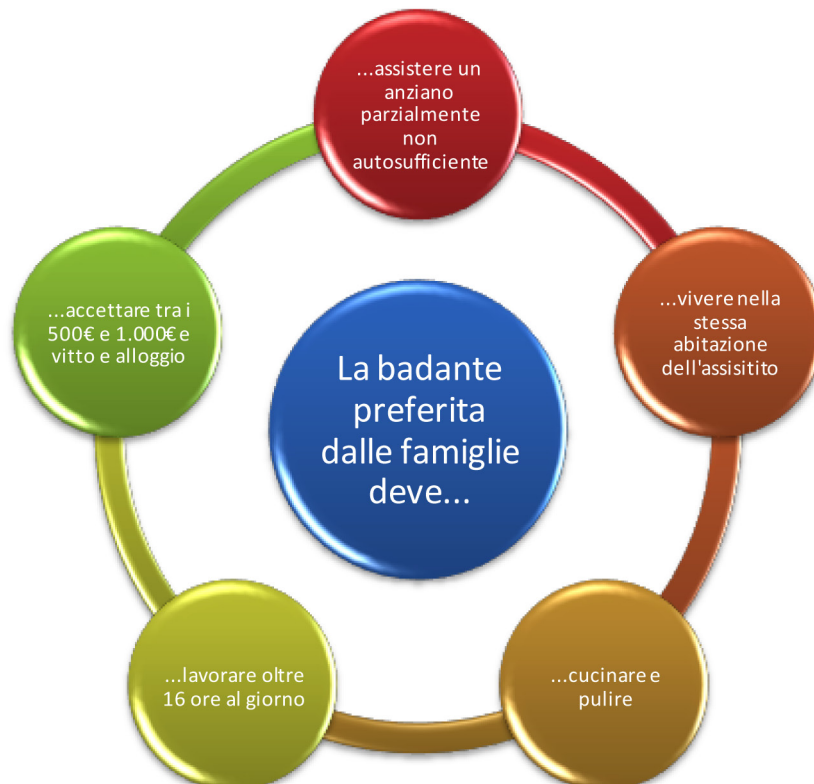 ...assistere un
anziano
parzialmente
non
autosufficiente
...vivere nella
stessa
abitazione
dell'assisitito
...cucinare e
pulire
...lavorare oltre
16 ore al giorno
...accettare tra i
500€ e 1.000€ e
vitto e alloggio
La badante
preferita
dalle famiglie
deve...